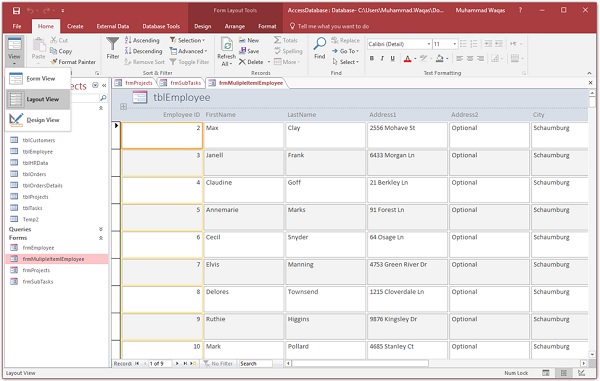 Form Layout Tools
AccessDatabase : Database- C:\Users\Muhammad.Waqas\Do...
Muhammad Waqas
File Home Create External Data Database Tools Design Arrange Format Tell me what you want to do
View
Paste
Cut
Copy
Format Painter
Filter
Ascending
Descending
Remove Sort
Selection
Advanced
Toggle Filter
Sort & Filter
Refresh All
New
Save
Delete
Totals
Spelling
More
Records
Find
Find
Calibri (Detail) 11
B I U
Text Formatting
Form View
Layout View
Design View
jects
tblCustomers
tblEmployee
tblHRData
tblOrders
tblOrdersDetails
tblProjects
tblTasks
Temp2
Queries
Forms
frmEmployee
frmMulipleItemEmployee
frmProjects
frmSubTasks
frmProjects frmSubTasks frmMulipleItemEmployee
tblEmployee
Employee ID FirstName LastName Address1 Address2 City
2 Max Clay 2556 Mohave St Optional Schaumburg
3 Janell Frank 6433 Morgan Ln Optional Schaumburg
4 Claudine Goff 21 Berkley Ln Optional Schaumburg
5 Annemarie Marks 91 Forest Ln Optional Schaumburg
6 Cecil Snyder 64 Osage Ln Optional Schaumburg
7 Elvis Manning 4753 Green River Dr Optional Schaumburg
8 Delores Townsend 1215 Cloverdale Ln Optional Schaumburg
9 Ruthie Higgins 9876 Kingsley Dr Optional Schaumburg
10 Mark Pollard 4685 Stanley Ct Optional Schaumburg
Record: 1 of 9 No Filter Search
Layout View
Num Lock